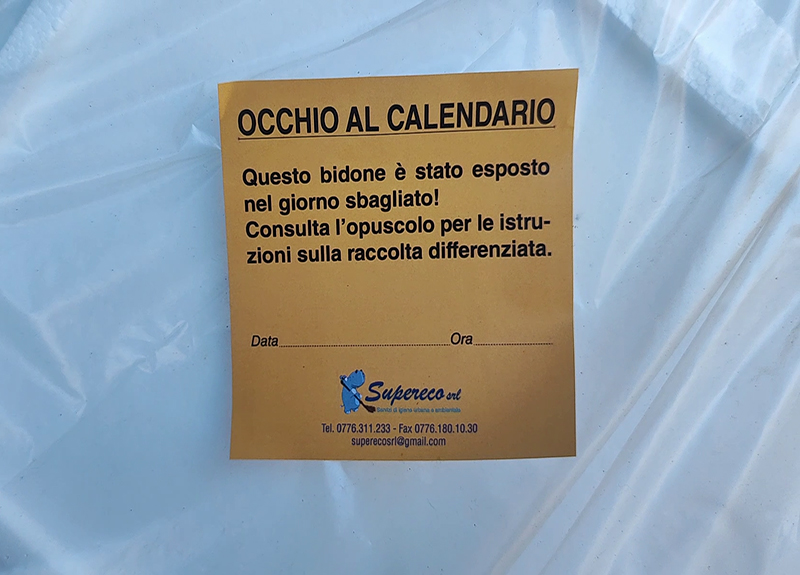 OCCHIO AL CALENDARIO
Questo bidone è stato esposto
nel giorno sbagliato!
Consulta l'opuscolo per le istru-
zioni sulla raccolta differenziata.
Data Ora
Supereco srl
Servizi di igiene urbana e ambientale
Tel. 0776.311.233 - Fax 0776.180.10.30
superecosrl@gmail.com